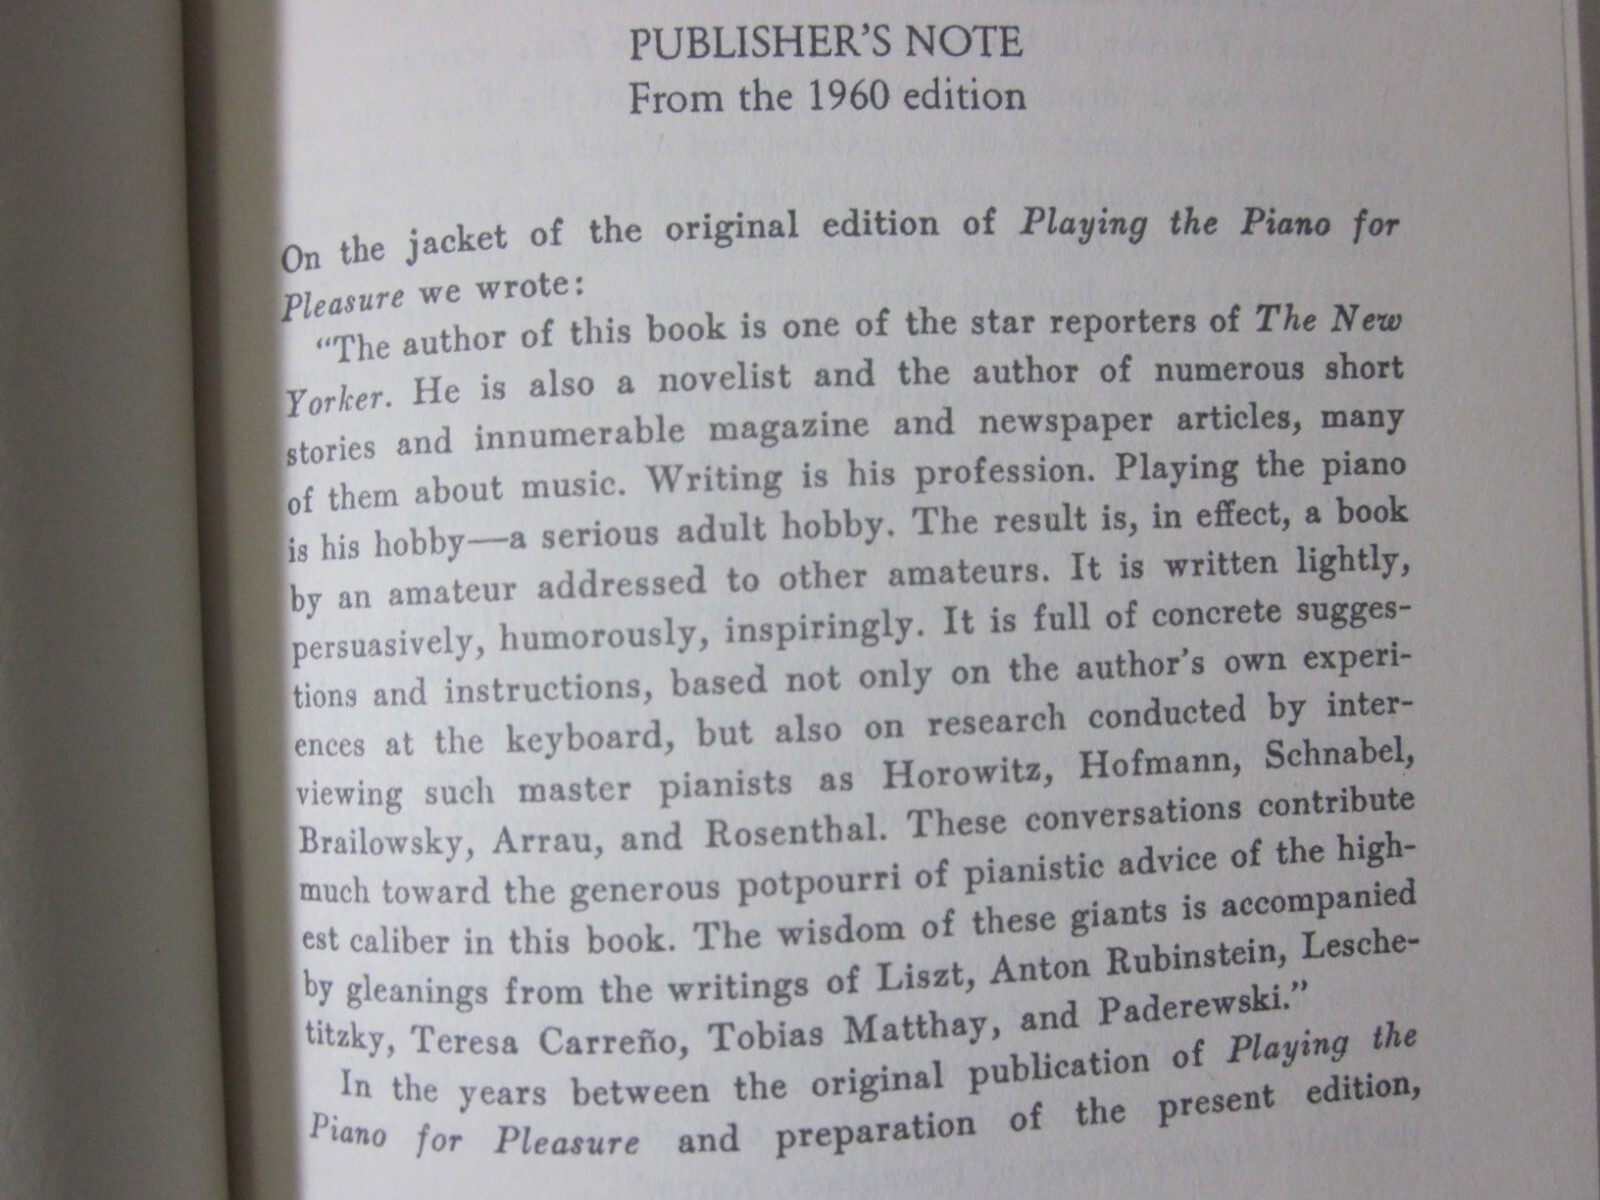 PUBLISHER'S NOTE
From the 1960 edition
On the jacket of the original edition of Playing the Piano for
Pleasure we wrote:
“The author of this book is one of the star reporters of The New
Yorker. He is also a novelist and the author of numerous short
stories and innumerable magazine and newspaper articles, many
of them about music. Writing is his profession. Playing the piano
is his hobby—a serious adult hobby. The result is, in effect, a book
by an amateur addressed to other amateurs. It is written lightly,
persuasively, humorously, inspiringly. It is full of concrete sugges-
tions and instructions, based not only on the author's own experi-
ences at the keyboard, but also on research conducted by inter-
viewing such master pianists as Horowitz, Hofmann, Schnabel,
Brailowsky, Arrau, and Rosenthal. These conversations contribute
much toward the generous potpourri of pianistic advice of the high-
est caliber in this book. The wisdom of these giants is accompanied
by gleanings from the writings of Liszt, Anton Rubinstein, Lesche-
titzky, Teresa Carreño, Tobias Matthay, and Paderewski.”
In the years between the original publication of Playing the
Piano for Pleasure and preparation of the present edition,